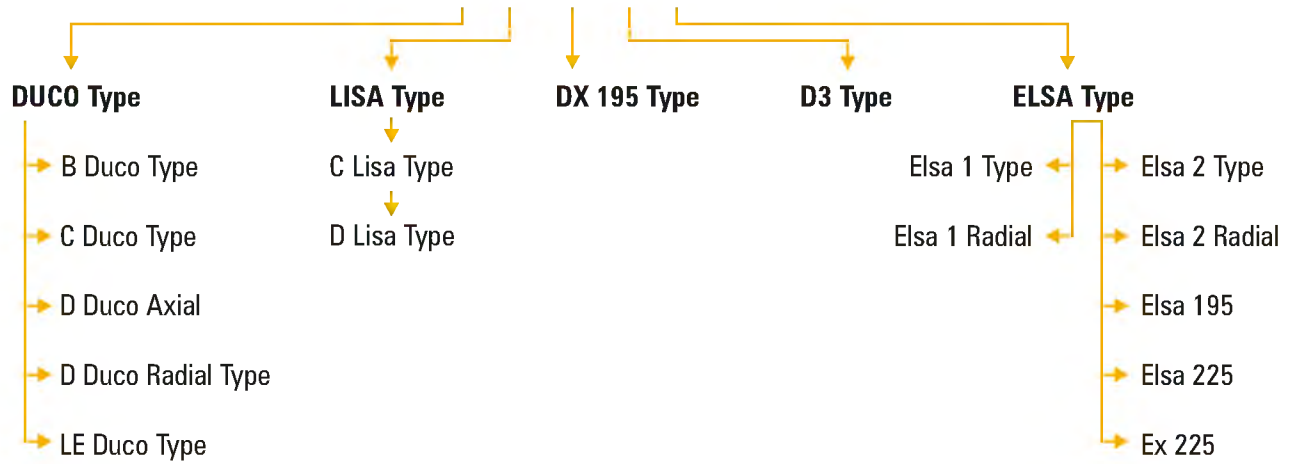 DUCO Type
LISA Type
DX 195 Type
D3 Type
ELSA Type
B Duco Type
C Duco Type
D Duco Axial
D Duco Radial Type
LE Duco Type
C Lisa Type
D Lisa Type
Elsa 1 Type
Elsa 1 Radial
Elsa 2 Type
Elsa 2 Radial
Elsa 195
Elsa 225
Ex 225